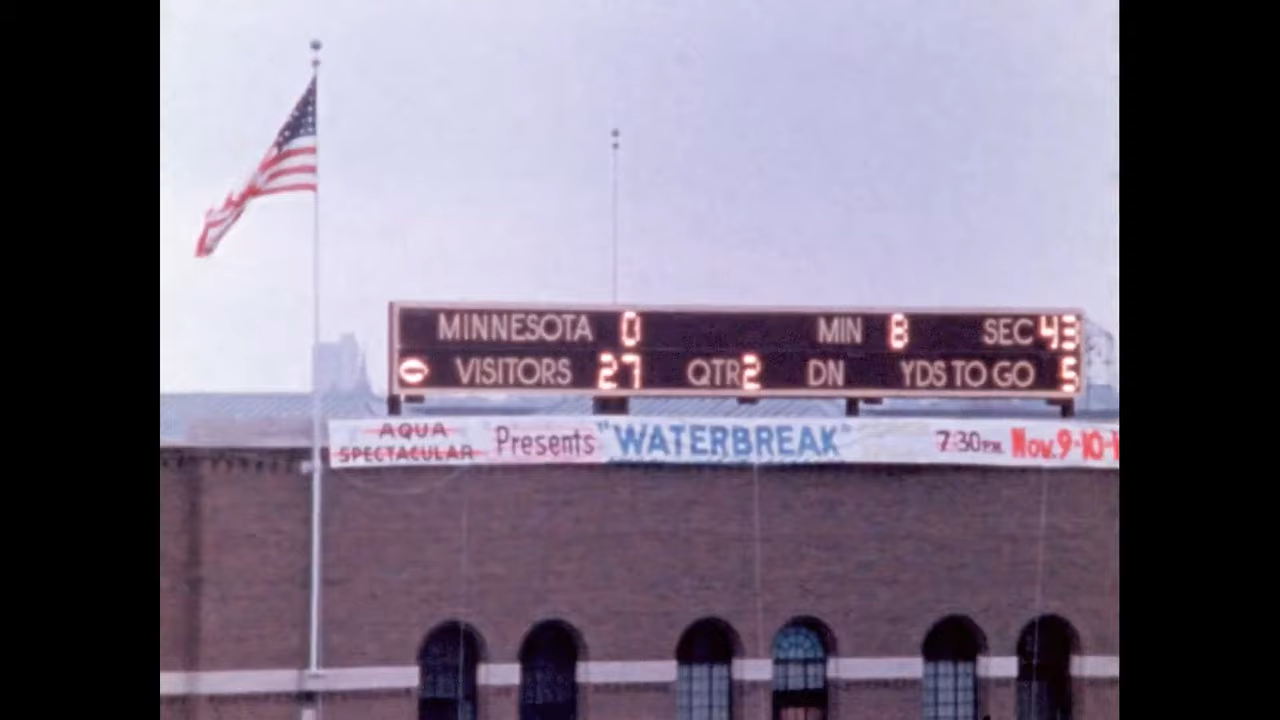 MINNESOTA 0 MIN 8 SEC 43
VISITORS 27 QTR 2 DN YDS TO GO 5
AQUA
SPECTACULAR
Presents "WATERBREAK" 7:30 P.M. Nov. 9-10-1